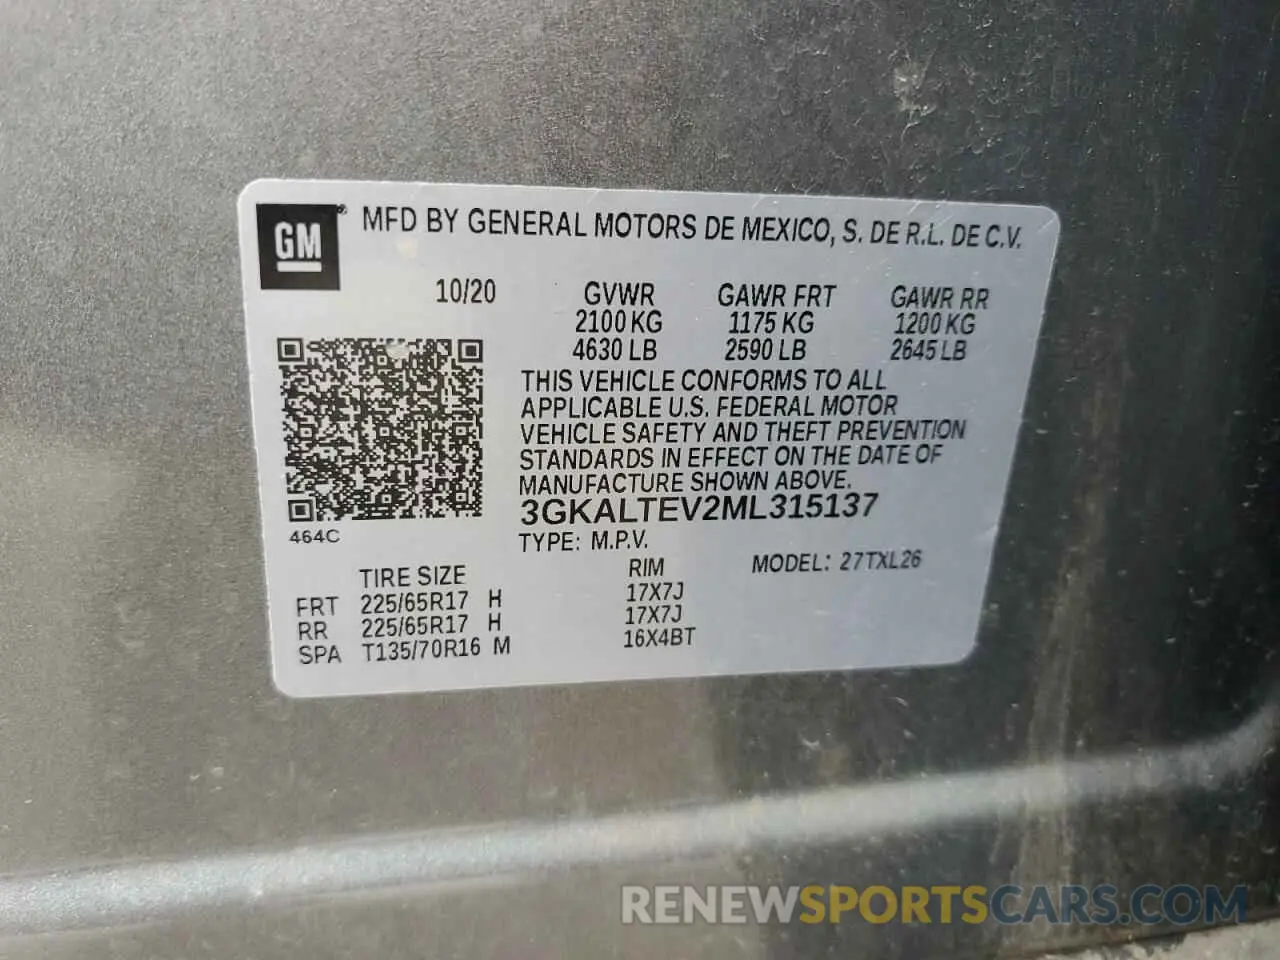 GM® MFD BY GENERAL MOTORS DE MEXICO, S. DE R.L. DE C.V.
10/20 GVWR GAWR FRT GAWR RR
2100 KG 1175 KG 1200 KG
4630 LB 2590 LB 2645 LB
THIS VEHICLE CONFORMS TO ALL
APPLICABLE U.S. FEDERAL MOTOR
VEHICLE SAFETY AND THEFT PREVENTION
STANDARDS IN EFFECT ON THE DATE OF
MANUFACTURE SHOWN ABOVE.
3GKALTEV2ML315137
464C
TYPE: M.P.V. MODEL: 27TXL26
TIRE SIZE RIM
FRT 225/65R17 H 17X7J
RR 225/65R17 H 17X7J
SPA T135/70R16 M 16X4BT
RENEWSPORTSCARS.COM